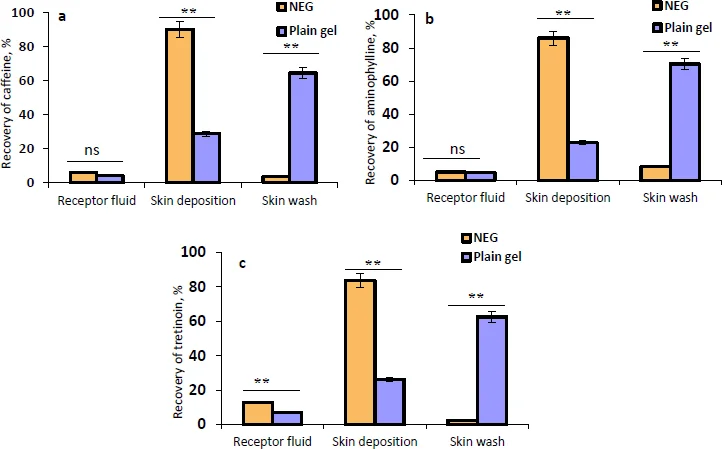 a
NEG
Plain gel
Recovery of caffeine, %
100
80
60
40
20
0
ns
**
**
Receptor fluid Skin deposition Skin wash
b
NEG
Plain gel
Recovery of aminophylline, %
100
80
60
40
20
0
ns
**
**
Receptor fluid Skin deposition Skin wash
c
NEG
Plain gel
Recovery of tretinoin, %
100
80
60
40
20
0
**
**
**
Receptor fluid Skin deposition Skin wash